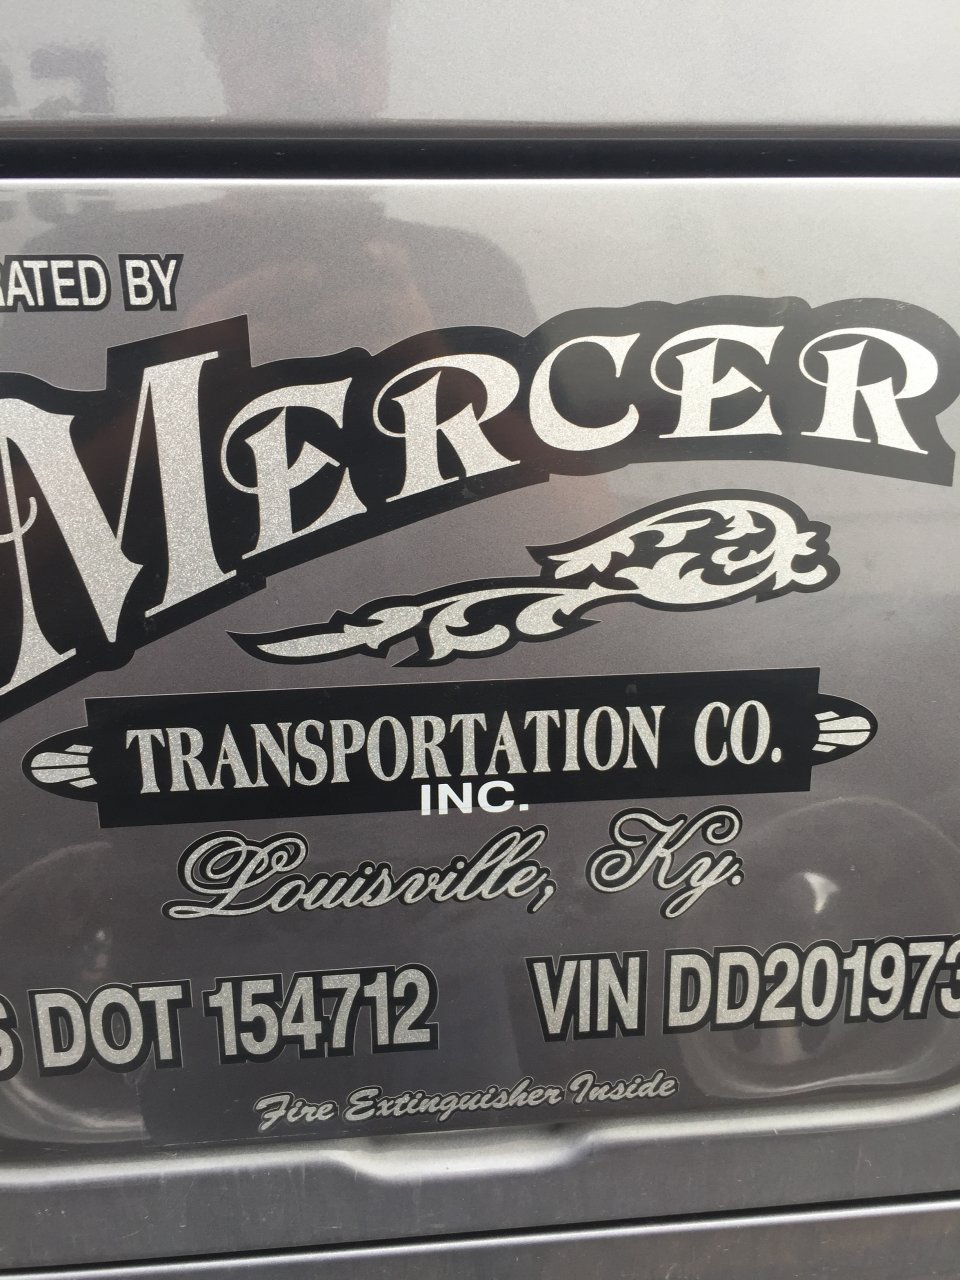 RATED BY
MERCER
TRANSPORTATION CO.
INC.
Louisville, Ky.
S DOT 154712 VIN DD201973
Fire Extinguisher Inside